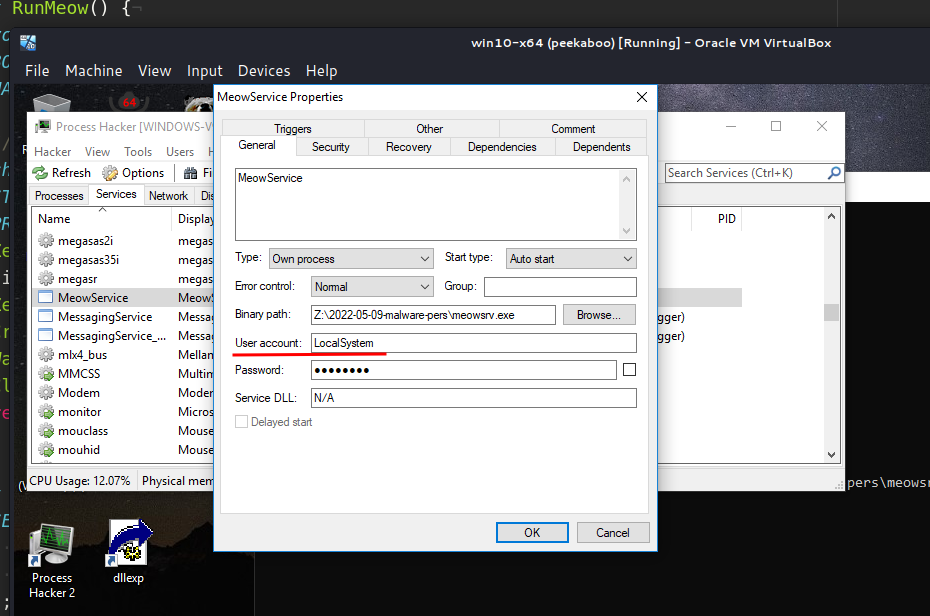 RunMeow() {
win10-x64 (peekaboo) [Running] - Oracle VM VirtualBox
File Machine View Input Devices Help
64
MeowService Properties
Process Hacker [WINDOWS-V
Hacker View Tools Users H
Refresh Options Fi
Search Services (Ctrl+K)
Processes Services Network Dis
Name Display PID
megasas2i megas
megasas35i megas
megasr megas
MeowService MeowS
MessagingService Messag
MessagingService_... Messag
gger)
gger)
mlx4_bus Mellan
MMCSS Multim
Modem Moder
monitor Micros
mouclass Mouse
mouhid Mouse
CPU Usage: 12.07% Physical mem
Triggers Other Comment
General Security Recovery Dependencies Dependents
MeowService
Type: Own process Start type: Auto start
Error control: Normal Group:
Binary path: Z:\2022-05-09-malware-pers\meowsrv.exe Browse...
User account: LocalSystem
Password: ●●●●●●●●
Service DLL: N/A
Delayed start
OK Cancel
pers\meowsr
Process
Hacker 2
dllexp